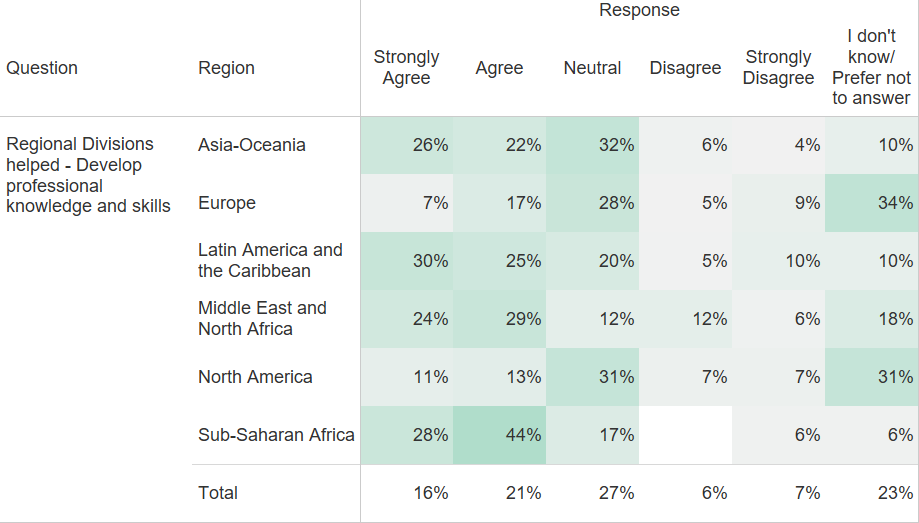 Response
Question Region Strongly Agree Agree Neutral Disagree Strongly Disagree I don't know/ Prefer not to answer
Regional Divisions helped - Develop professional knowledge and skills
Asia-Oceania 26% 22% 32% 6% 4% 10%
Europe 7% 17% 28% 5% 9% 34%
Latin America and the Caribbean 30% 25% 20% 5% 10% 10%
Middle East and North Africa 24% 29% 12% 12% 6% 18%
North America 11% 13% 31% 7% 7% 31%
Sub-Saharan Africa 28% 44% 17% 6% 6%
Total 16% 21% 27% 6% 7% 23%